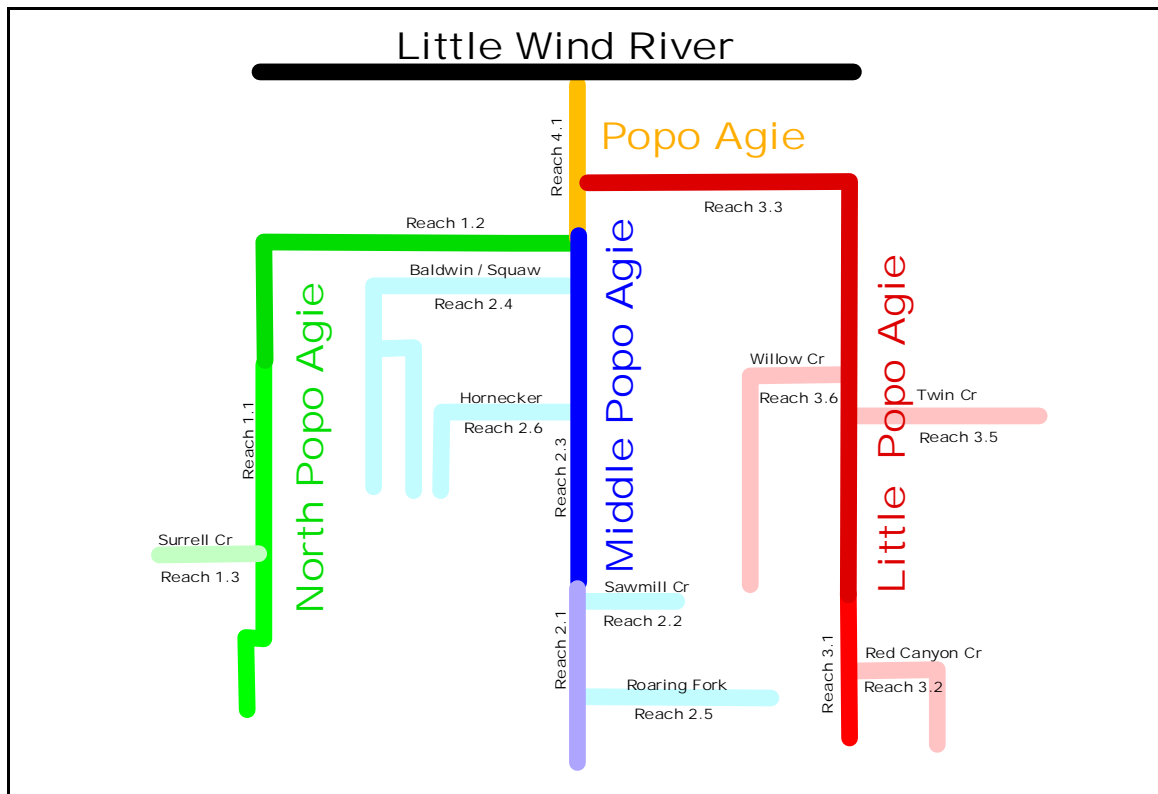 Little Wind River
Reach 4.1
Popo Agie
Reach 3.3
Reach 1.2
Baldwin / Squaw
Reach 2.4
North Popo Agie
Middle Popo Agie
Little Popo Agie
Willow Cr
Reach 3.6
Twin Cr
Reach 3.5
Hornecker
Reach 2.6
Reach 1.1
Reach 2.3
Surrell Cr
Reach 1.3
Sawmill Cr
Reach 2.2
Reach 2.1
Roaring Fork
Reach 2.5
Reach 3.1
Red Canyon Cr
Reach 3.2